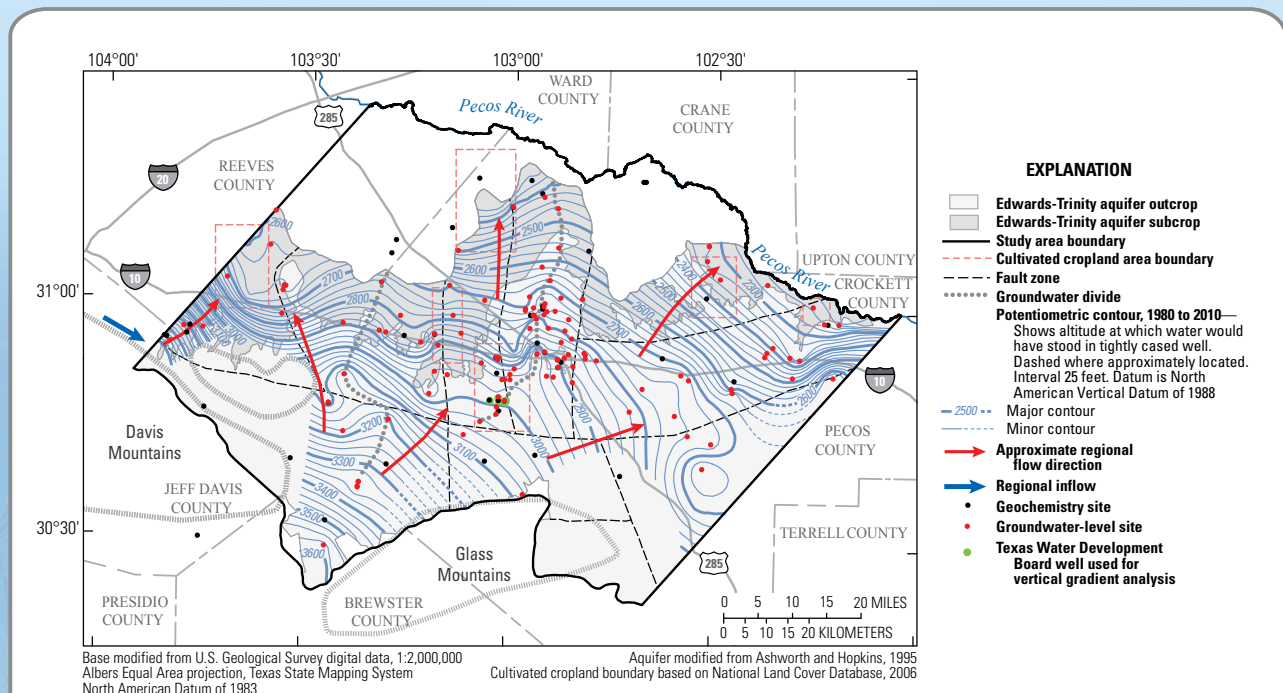 104°00'
103°30'
103°00'
102°30'
WARD
COUNTY
Pecos River
CRANE
COUNTY
285
REEVES
COUNTY
20
10
31°00'
30°30'
2600
2700
2800
2500
2600
2400
2500
2700
Pecos River
UPTON COUNTY
CROCKETT
COUNTY
10
3200
3300
3100
3000
2900
2600
3400
3500
3600
Davis
Mountains
JEFF DAVIS
COUNTY
PECOS
COUNTY
TERRELL COUNTY
Glass
Mountains
285
PRESIDIO
COUNTY
BREWSTER
COUNTY
0 5 10 15 20 MILES
0 5 10 15 20 KILOMETERS
Base modified from U.S. Geological Survey digital data, 1:2,000,000
Albers Equal Area projection, Texas State Mapping System
North American Datum of 1983
Aquifer modified from Ashworth and Hopkins, 1995
Cultivated cropland boundary based on National Land Cover Database, 2006
EXPLANATION
Edwards-Trinity aquifer outcrop
Edwards-Trinity aquifer subcrop
Study area boundary
Cultivated cropland area boundary
Fault zone
Groundwater divide
Potentiometric contour, 1980 to 2010—
Shows altitude at which water would
have stood in tightly cased well.
Dashed where approximately located.
Interval 25 feet. Datum is North
American Vertical Datum of 1988
2500 Major contour
Minor contour
Approximate regional
flow direction
Regional inflow
Geochemistry site
Groundwater-level site
Texas Water Development
Board well used for
vertical gradient analysis